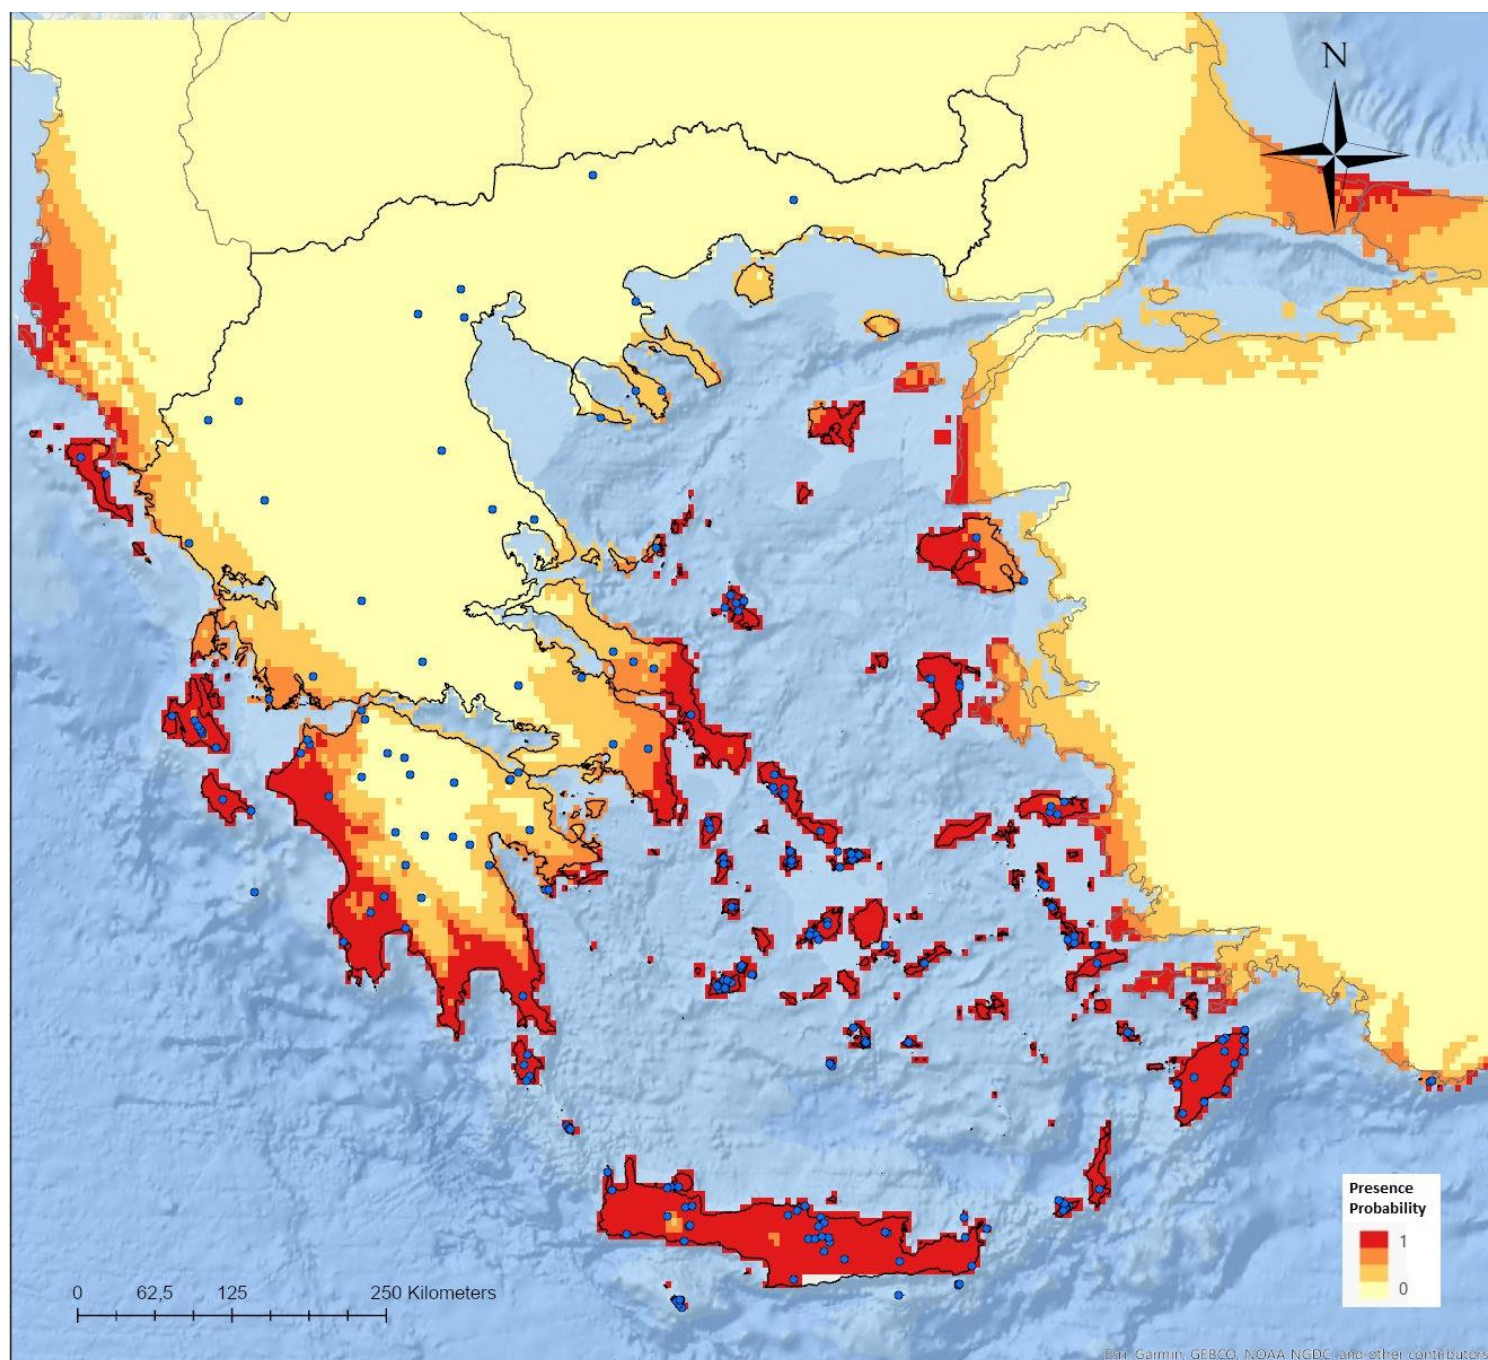 N
Presence
Probability
1
0
0 62,5 125 250 Kilometers
Esri, Garmin, GEBCO, NOAA NGDC, and other contributors